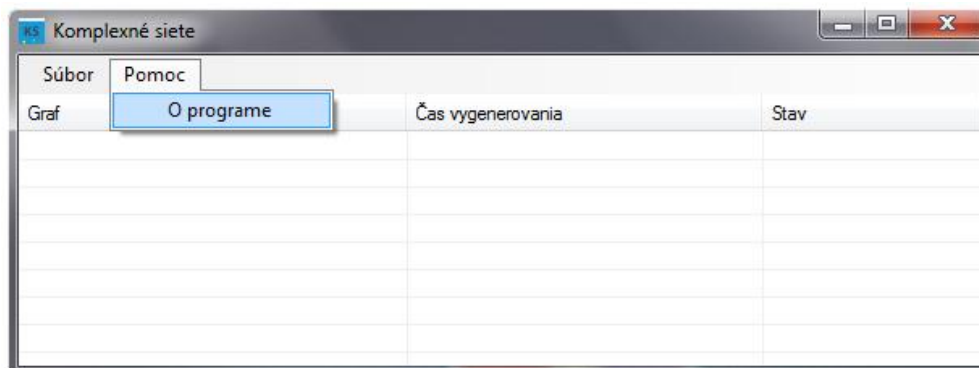 KS Komplexné siete
Súbor Pomoc
O programe
Graf Čas vygenerovania Stav